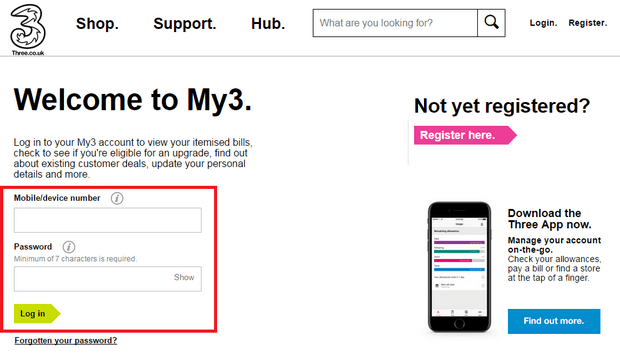 Shop. Support. Hub. What are you looking for? Login. Register.
Three.co.uk
Welcome to My3.
Log in to your My3 account to view your itemised bills,
check to see if you're eligible for an upgrade, find out
about existing customer deals, update your personal
details and more.
Mobile/device number
Password
Minimum of 7 characters is required.
Show
Log in
Forgotten your password?
Not yet registered?
Register here.
Download the
Three App now.
Manage your account
on-the-go.
Check your allowances,
pay a bill or find a store
at the tap of a finger.
Find out more.